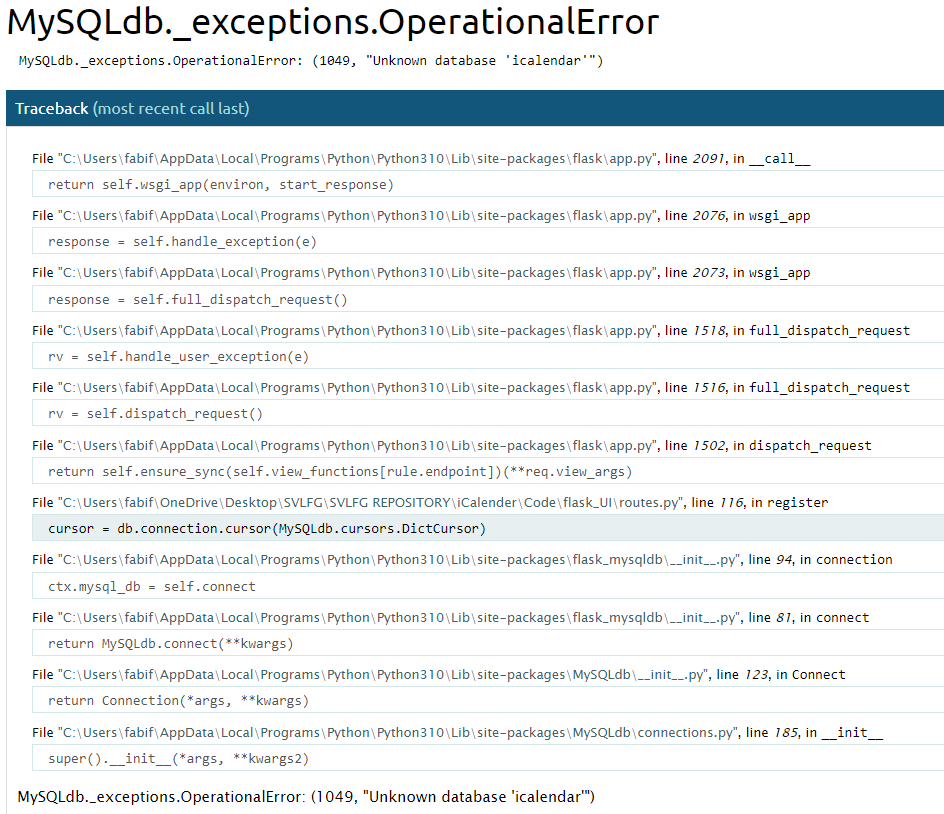 MySQLdb._exceptions.OperationalError
MySQLdb._exceptions.OperationalError: (1049, "Unknown database 'icalendar'")
Traceback (most recent call last)
File "C:\Users\fabif\AppData\Local\Programs\Python\Python310\Lib\site-packages\flask\app.py", line 2091, in __call__
return self.wsgi_app(environ, start_response)
File "C:\Users\fabif\AppData\Local\Programs\Python\Python310\Lib\site-packages\flask\app.py", line 2076, in wsgi_app
response = self.handle_exception(e)
File "C:\Users\fabif\AppData\Local\Programs\Python\Python310\Lib\site-packages\flask\app.py", line 2073, in wsgi_app
response = self.full_dispatch_request()
File "C:\Users\fabif\AppData\Local\Programs\Python\Python310\Lib\site-packages\flask\app.py", line 1518, in full_dispatch_request
rv = self.handle_user_exception(e)
File "C:\Users\fabif\AppData\Local\Programs\Python\Python310\Lib\site-packages\flask\app.py", line 1516, in full_dispatch_request
rv = self.dispatch_request()
File "C:\Users\fabif\AppData\Local\Programs\Python\Python310\Lib\site-packages\flask\app.py", line 1502, in dispatch_request
return self.ensure_sync(self.view_functions[rule.endpoint])(**req.view_args)
File "C:\Users\fabif\OneDrive\Desktop\SVLFG\SVLFG REPOSITORY\iCalender\Code\flask_UI\routes.py", line 116, in register
cursor = db.connection.cursor(MySQLdb.cursors.DictCursor)
File "C:\Users\fabif\AppData\Local\Programs\Python\Python310\Lib\site-packages\flask_mysqldb\__init__.py", line 94, in connection
ctx.mysql_db = self.connect
File "C:\Users\fabif\AppData\Local\Programs\Python\Python310\Lib\site-packages\flask_mysqldb\__init__.py", line 81, in connect
return MySQLdb.connect(**kwargs)
File "C:\Users\fabif\AppData\Local\Programs\Python\Python310\Lib\site-packages\MySQLdb\__init__.py", line 123, in Connect
return Connection(*args, **kwargs)
File "C:\Users\fabif\AppData\Local\Programs\Python\Python310\Lib\site-packages\MySQLdb\connections.py", line 185, in __init__
super().__init__(*args, **kwargs2)
MySQLdb._exceptions.OperationalError: (1049, "Unknown database 'icalendar'")